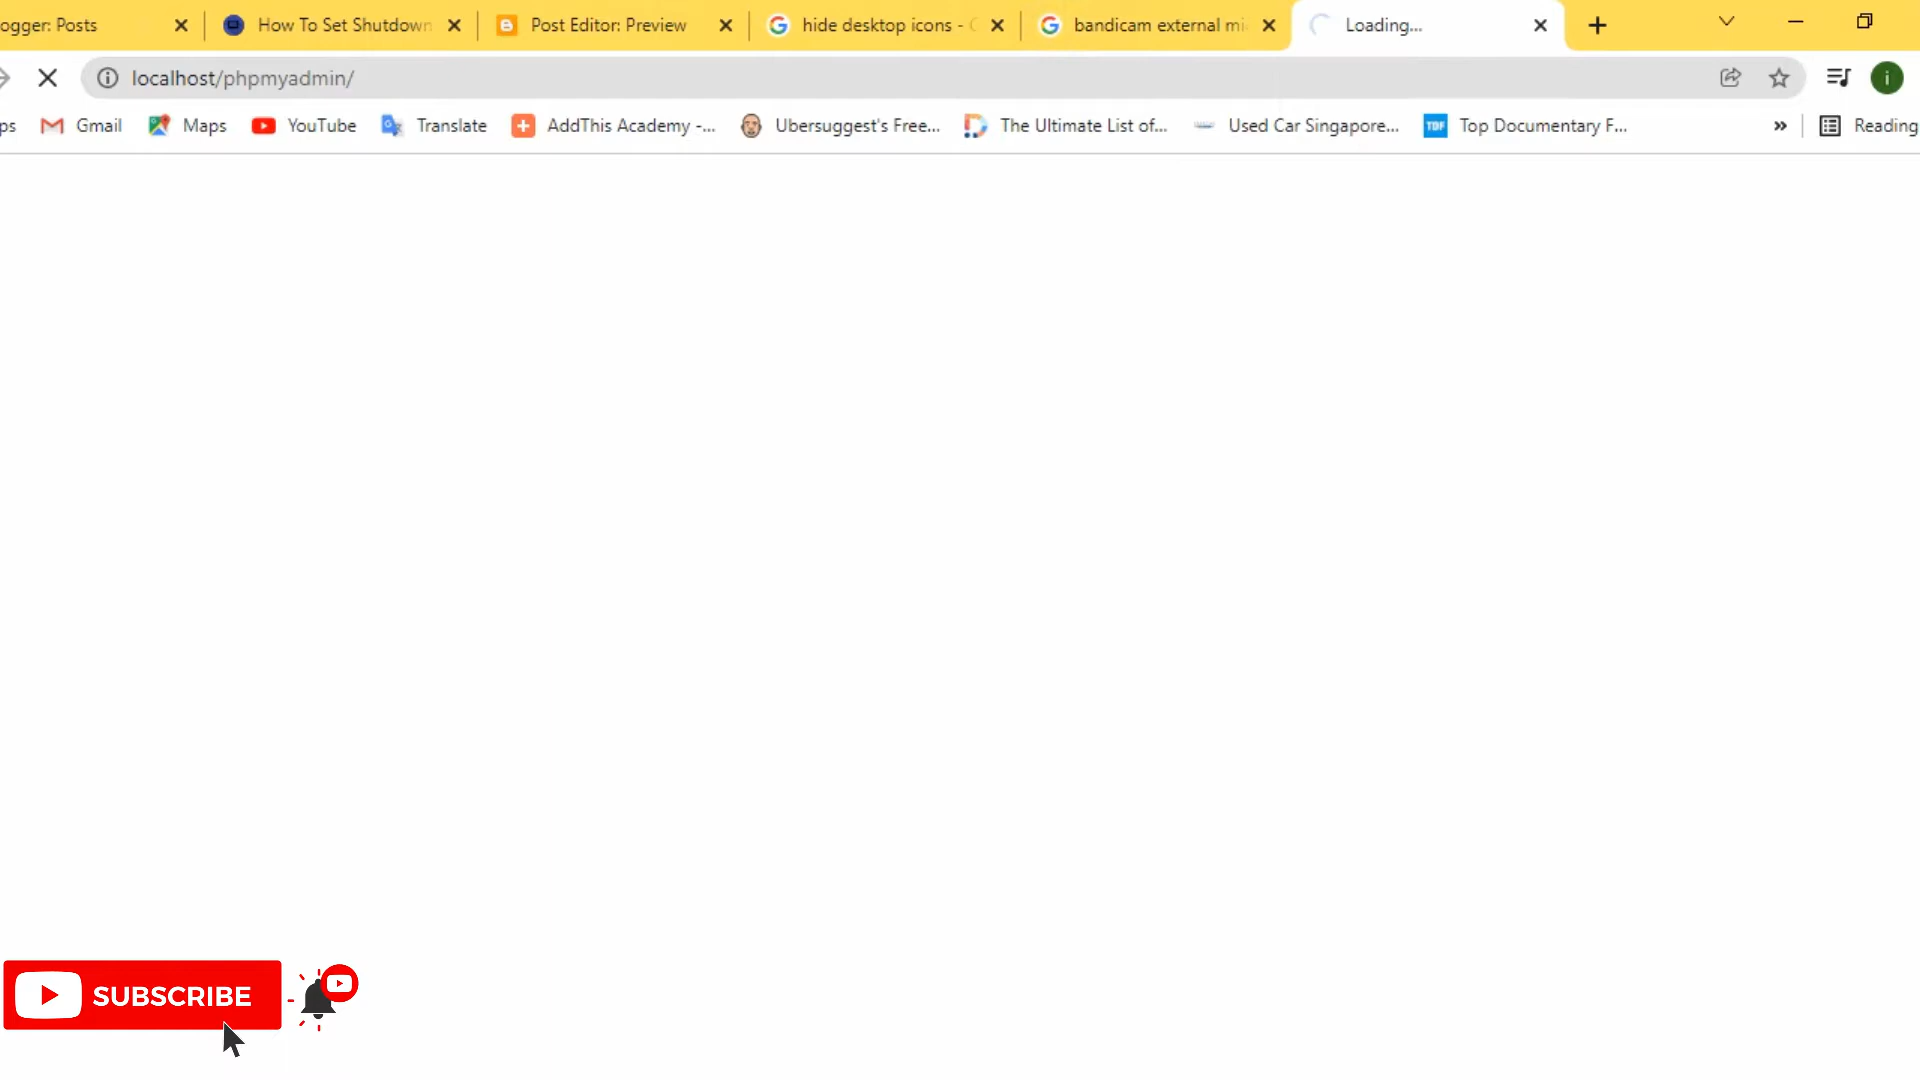 ogger: Posts
How To Set Shutdown
Post Editor: Preview
hide desktop icons -
bandicam external mi
Loading...
localhost/phpmyadmin/
i
ps
Gmail
Maps
YouTube
Translate
AddThis Academy -...
Ubersuggest's Free...
The Ultimate List of...
Used Car Singapore...
TDF
Top Documentary F...
»
Reading
SUBSCRIBE